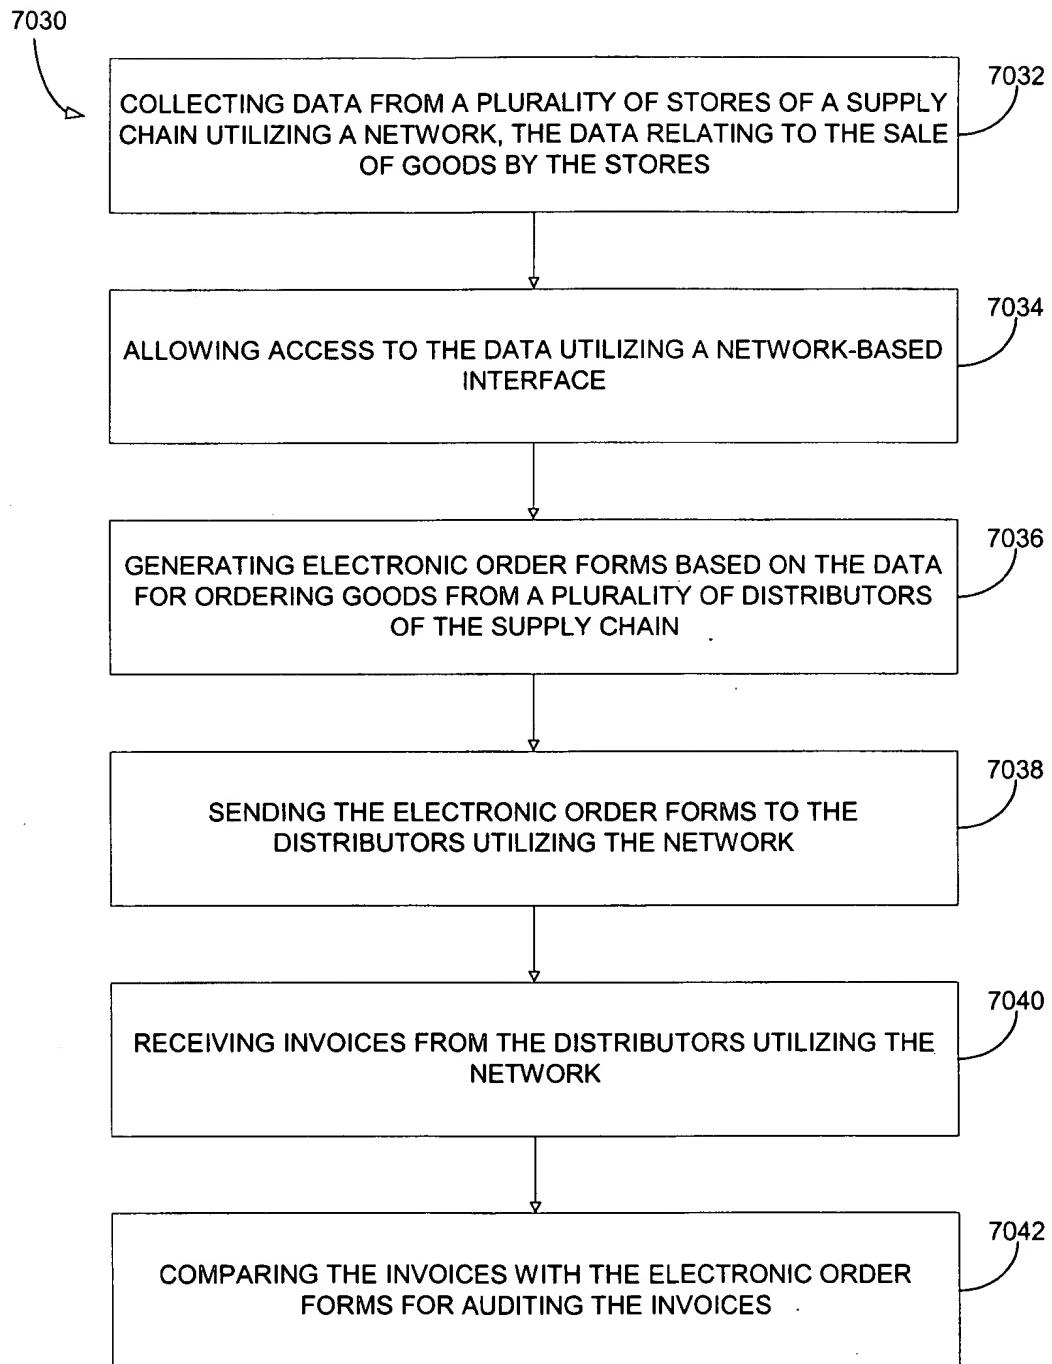 7030
7032
COLLECTING DATA FROM A PLURALITY OF STORES OF A SUPPLY
CHAIN UTILIZING A NETWORK, THE DATA RELATING TO THE SALE
OF GOODS BY THE STORES
7034
ALLOWING ACCESS TO THE DATA UTILIZING A NETWORK-BASED
INTERFACE
7036
GENERATING ELECTRONIC ORDER FORMS BASED ON THE DATA
FOR ORDERING GOODS FROM A PLURALITY OF DISTRIBUTORS
OF THE SUPPLY CHAIN
7038
SENDING THE ELECTRONIC ORDER FORMS TO THE
DISTRIBUTORS UTILIZING THE NETWORK
7040
RECEIVING INVOICES FROM THE DISTRIBUTORS UTILIZING THE
NETWORK
7042
COMPARING THE INVOICES WITH THE ELECTRONIC ORDER
FORMS FOR AUDITING THE INVOICES